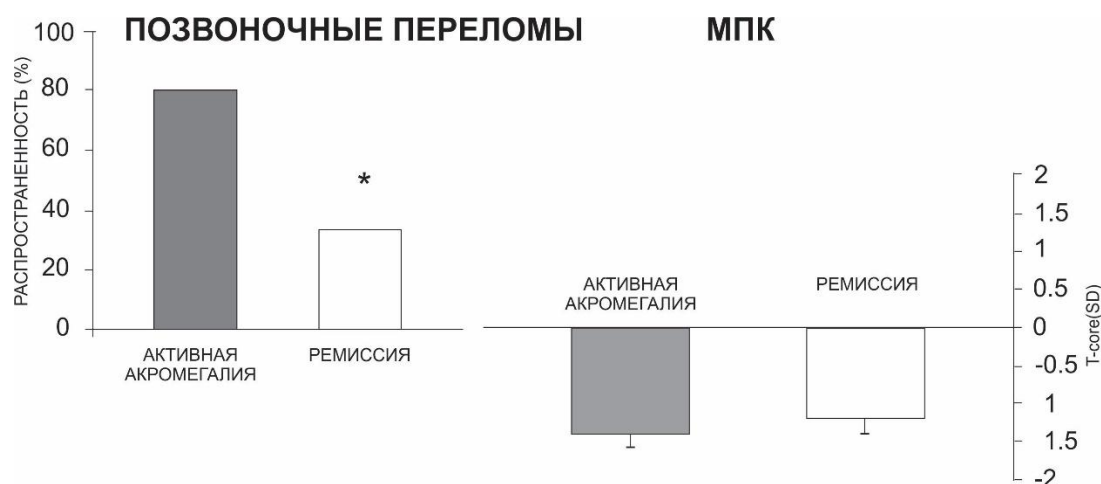 ПОЗВОНОЧНЫЕ ПЕРЕЛОМЫ
МПК
РАСПРОСТРАНЕННОСТЬ (%)
100
80
60
40
20
0
*
АКТИВНАЯ
АКРОМЕГАЛИЯ
РЕМИССИЯ
АКТИВНАЯ
АКРОМЕГАЛИЯ
РЕМИССИЯ
2
1.5
1
0.5
0
-0.5
1
1.5
-2
T-core(SD)